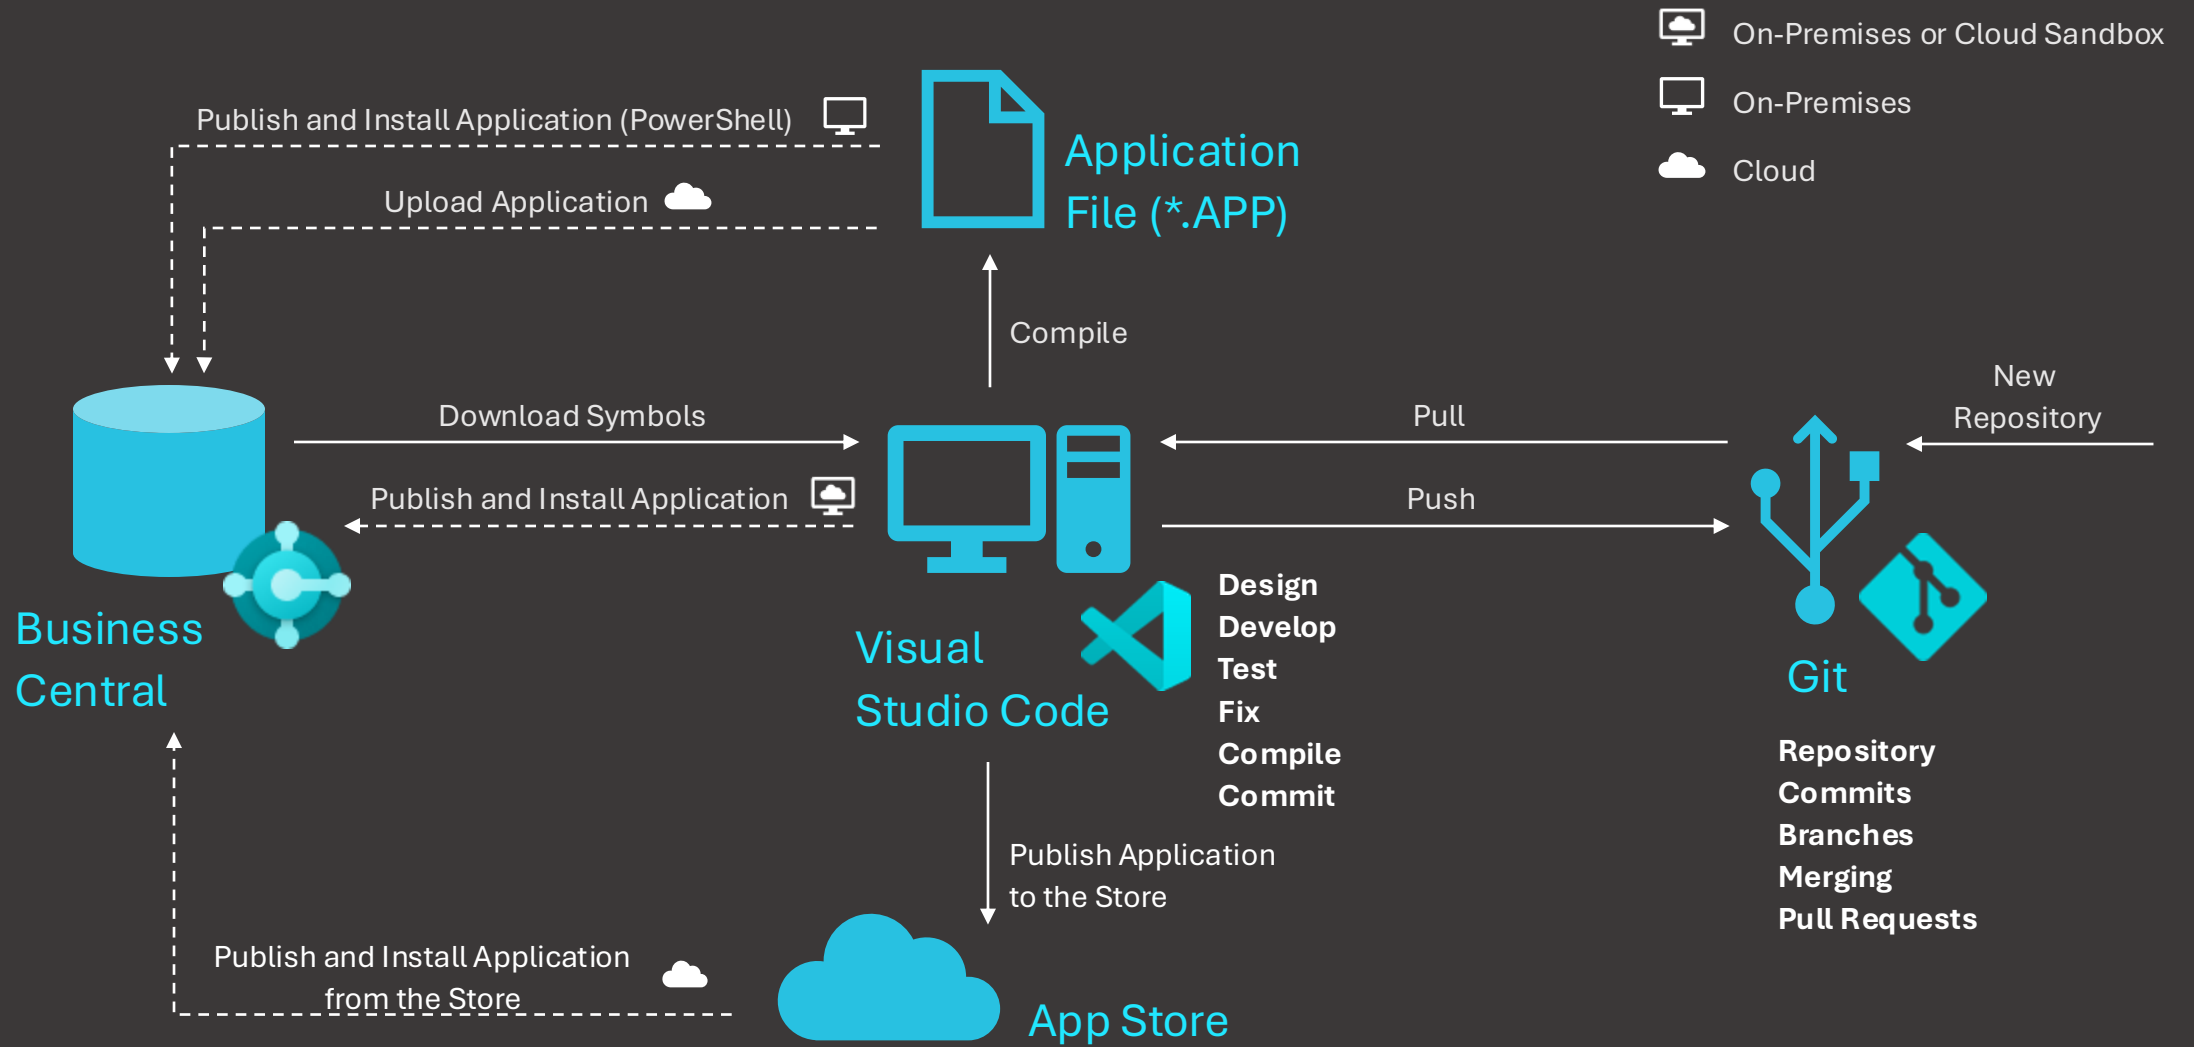 On-Premises or Cloud Sandbox
On-Premises
Cloud
Publish and Install Application (PowerShell)
Upload Application
Application
File (*.APP)
Compile
New
Repository
Download Symbols
Pull
Publish and Install Application
Push
Business
Central
Visual
Studio Code
Design
Develop
Test
Fix
Compile
Commit
Git
Repository
Commits
Branches
Merging
Pull Requests
Publish Application
to the Store
Publish and Install Application
from the Store
App Store